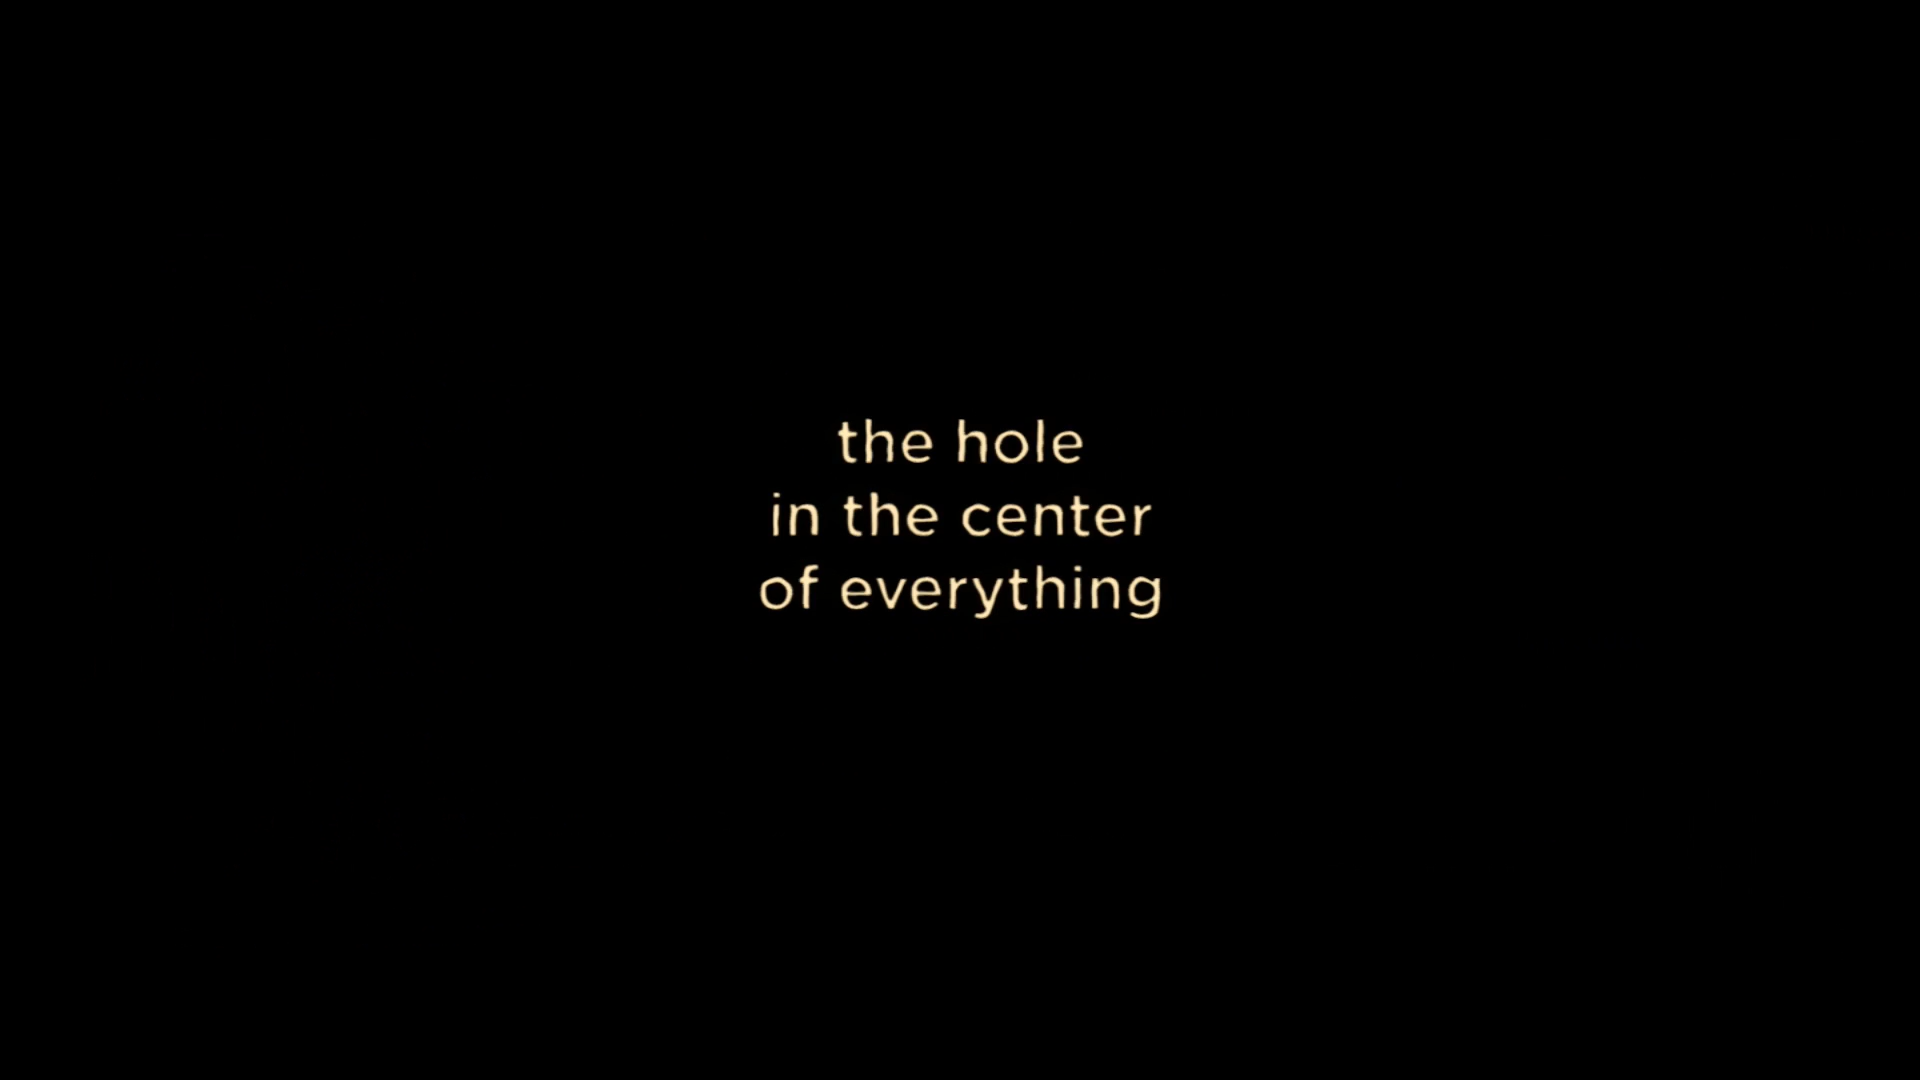 the hole
in the center
of everything